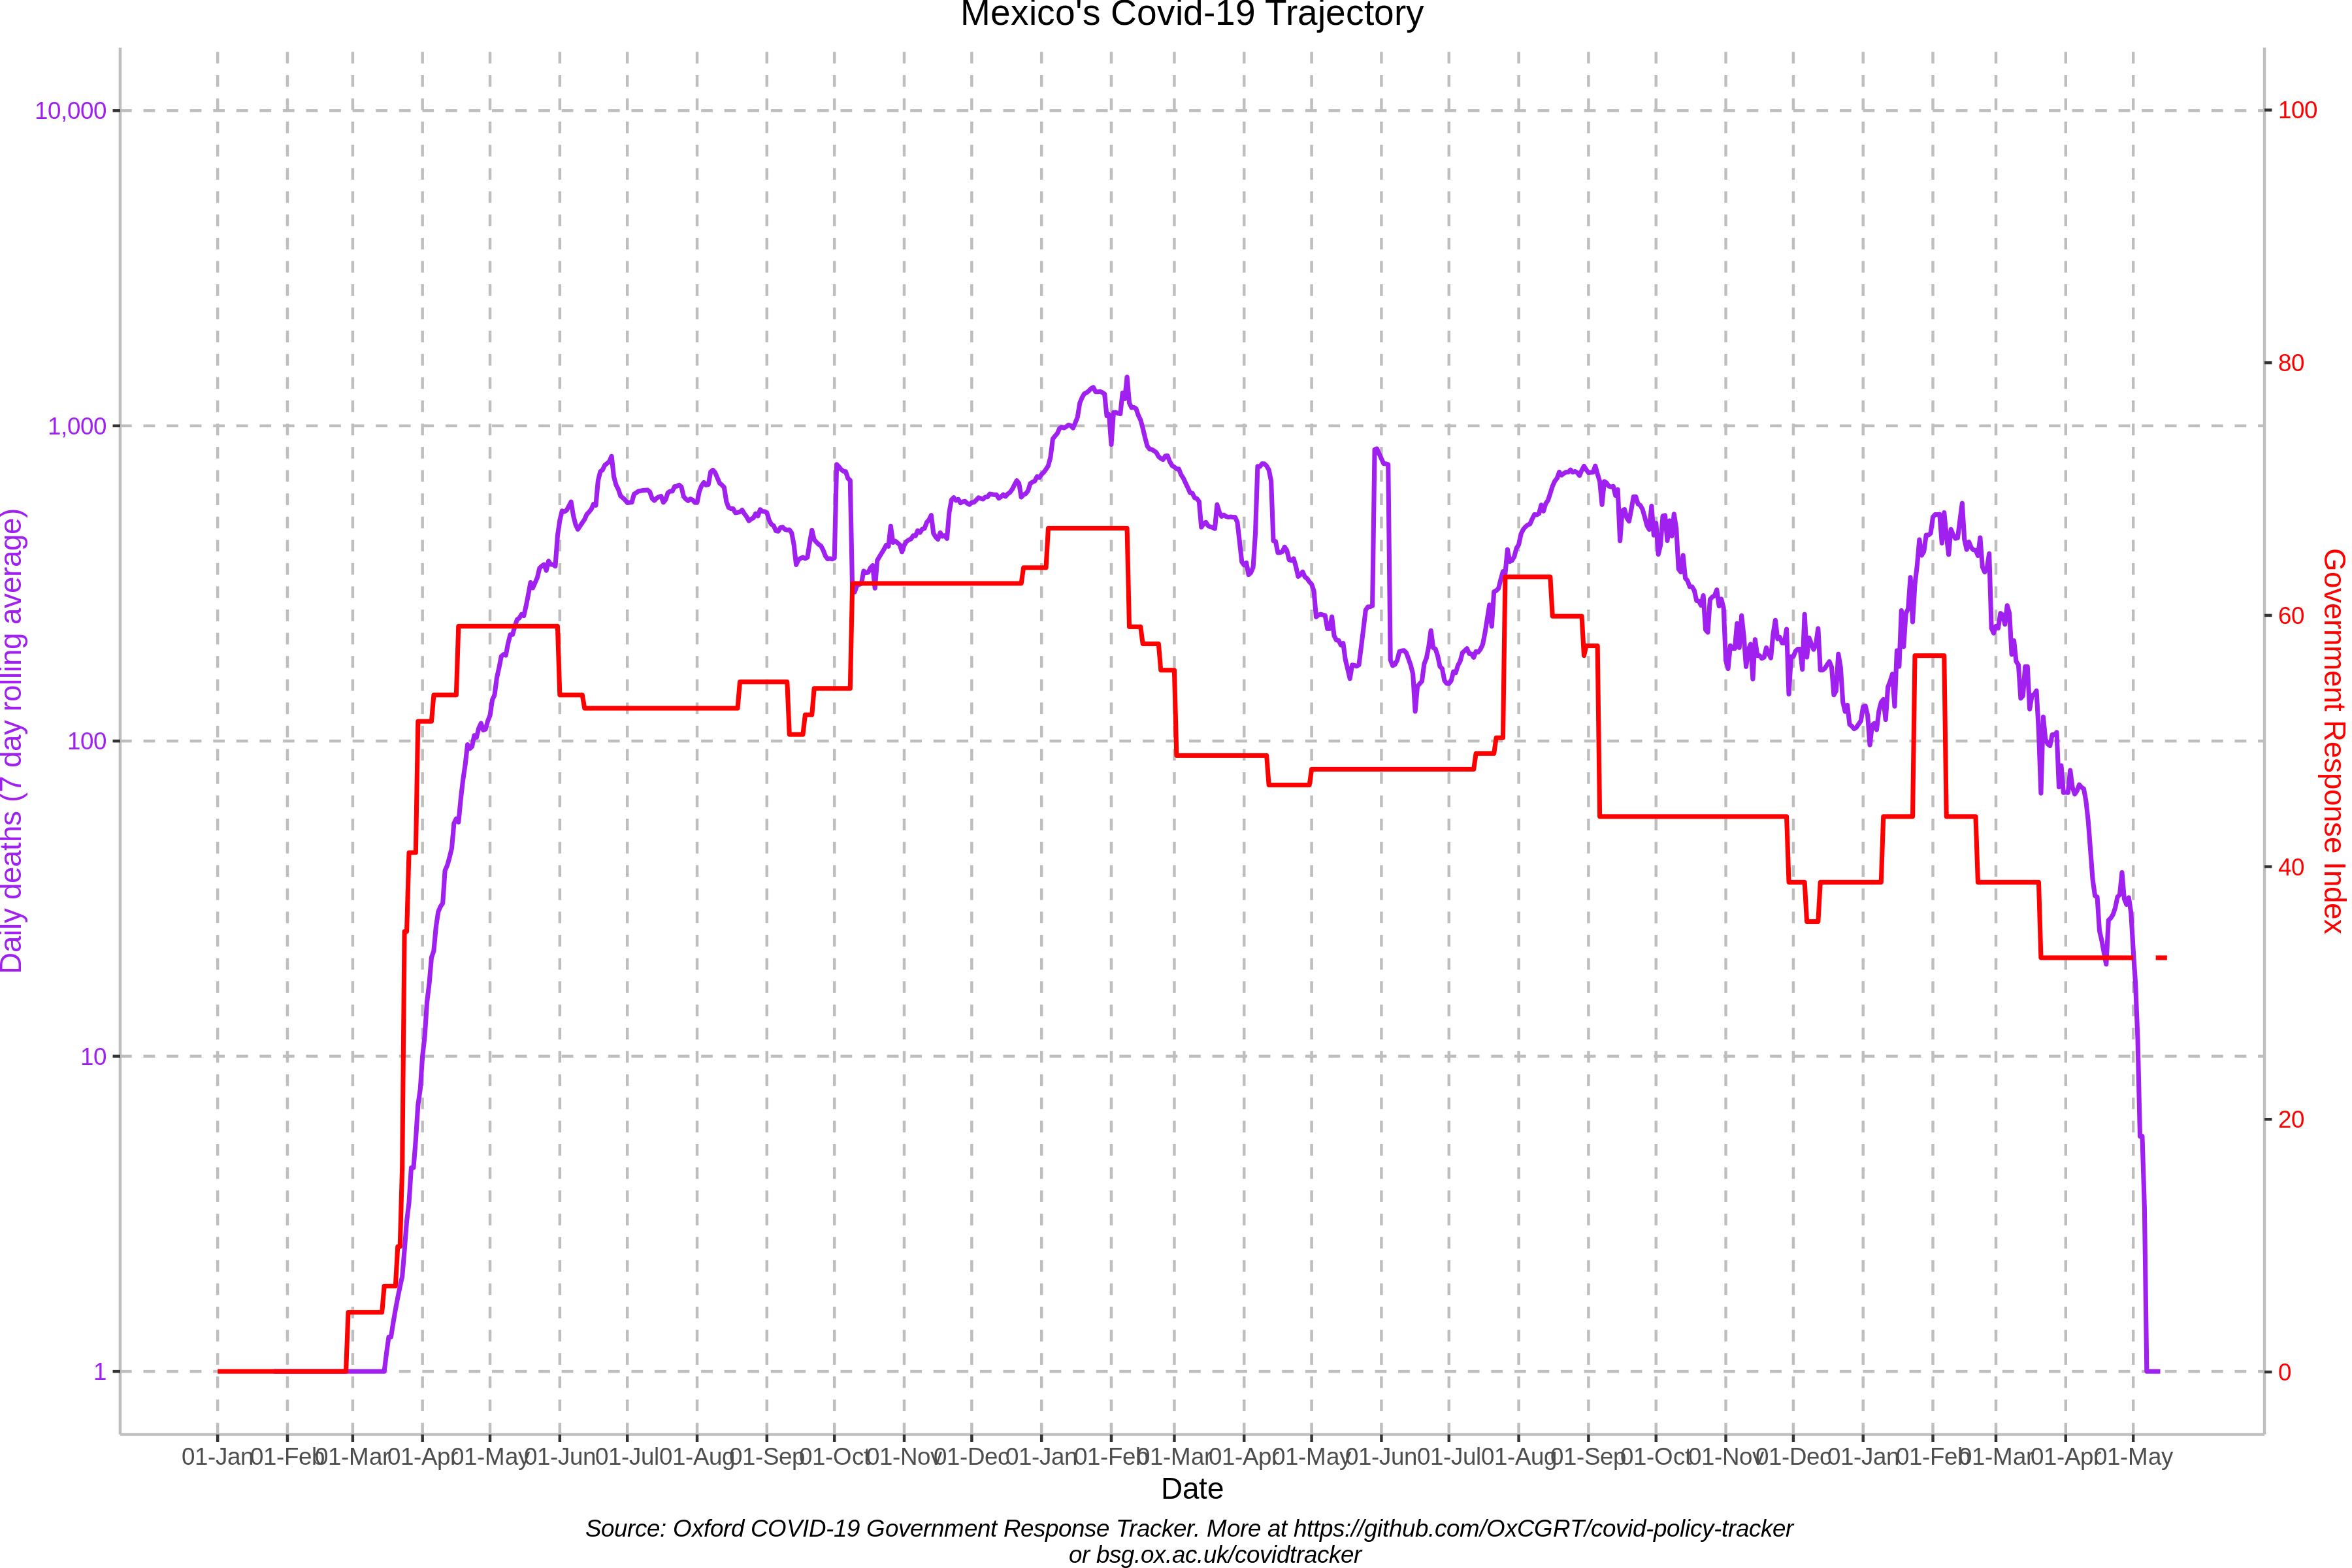 Mexico's Covid-19 Trajectory
Daily deaths (7 day rolling average)
10,000
1,000
100
10
1
Government Response Index
100
80
60
40
20
0
01-Jan 01-Feb 01-Mar 01-Apr 01-May 01-Jun 01-Jul 01-Aug 01-Sep 01-Oct 01-Nov 01-Dec 01-Jan 01-Feb 01-Mar 01-Apr 01-May 01-Jun 01-Jul 01-Aug 01-Sep 01-Oct 01-Nov 01-Dec 01-Jan 01-Feb 01-Mar 01-Apr 01-May
Date
Source: Oxford COVID-19 Government Response Tracker. More at https://github.com/OxCGRT/covid-policy-tracker
or bsg.ox.ac.uk/covidtracker